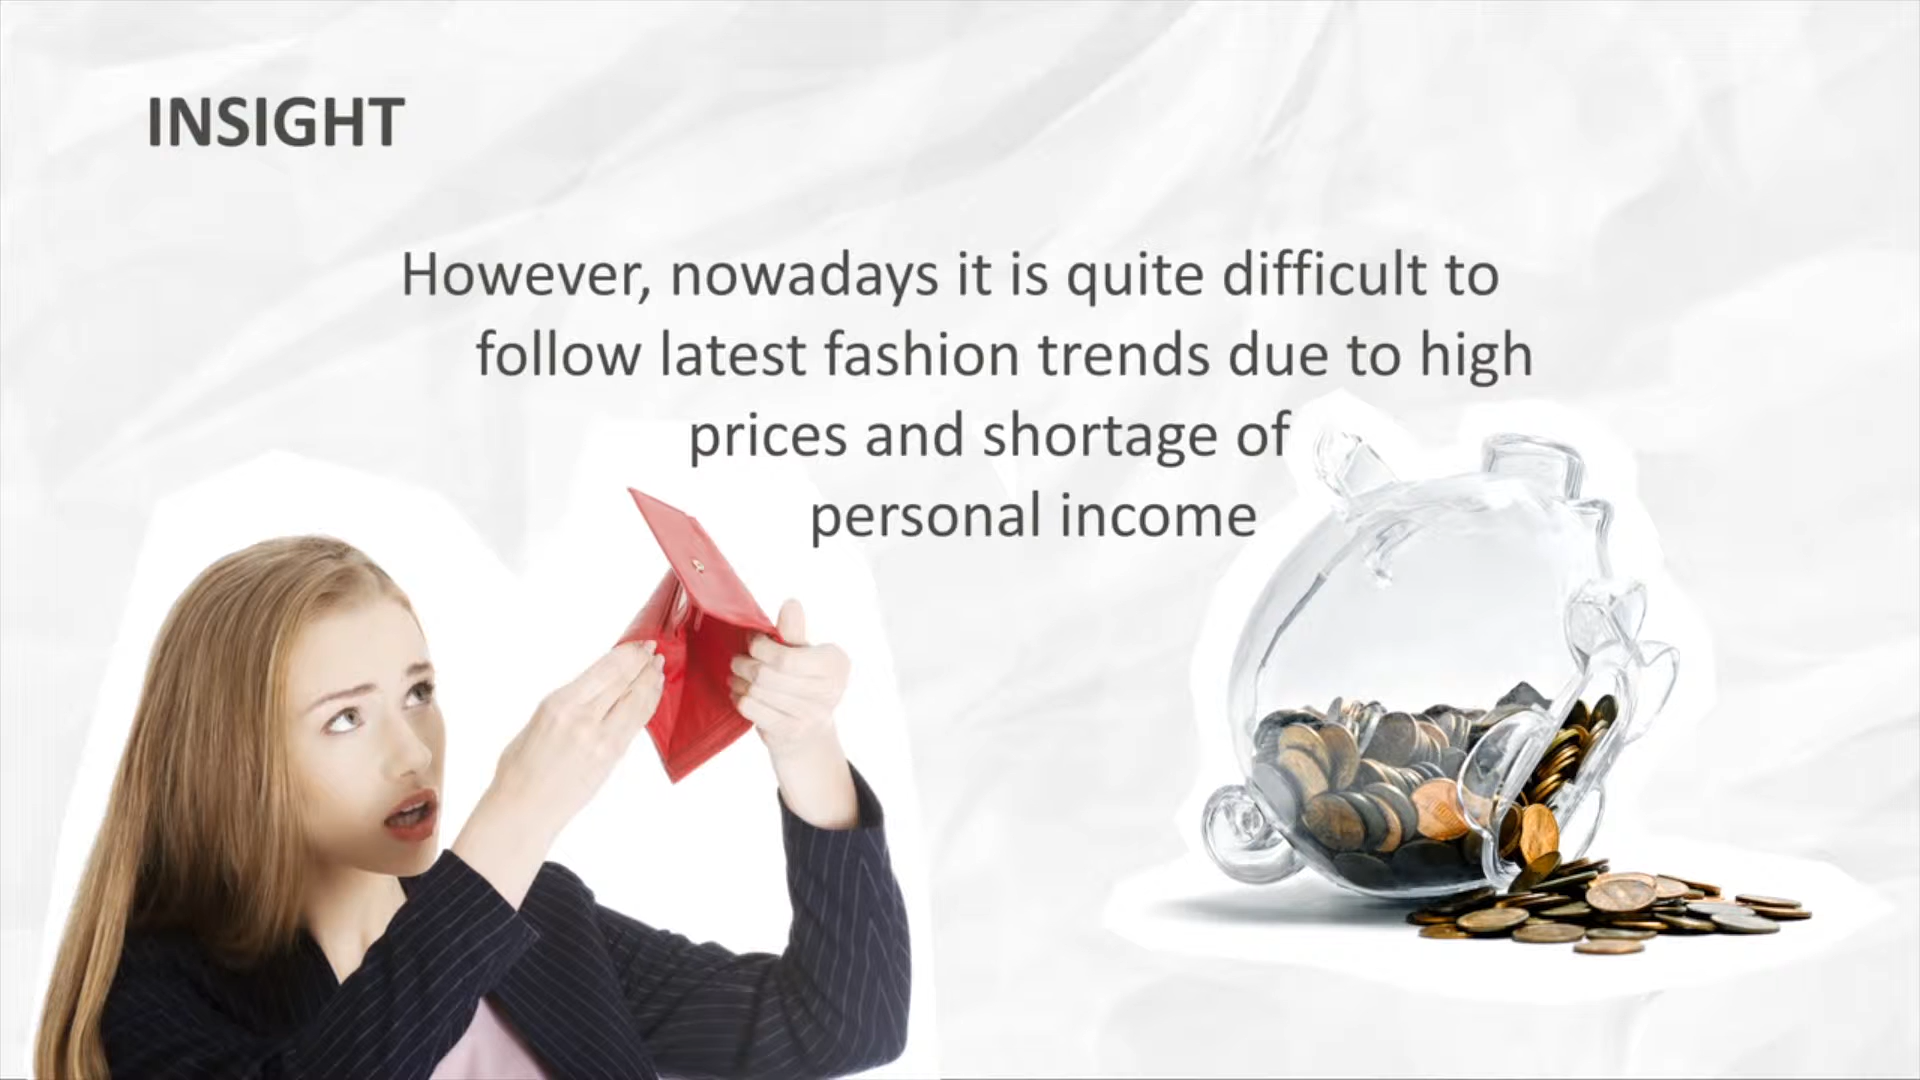 INSIGHT
However, nowadays it is quite difficult to
follow latest fashion trends due to high
prices and shortage of
personal income